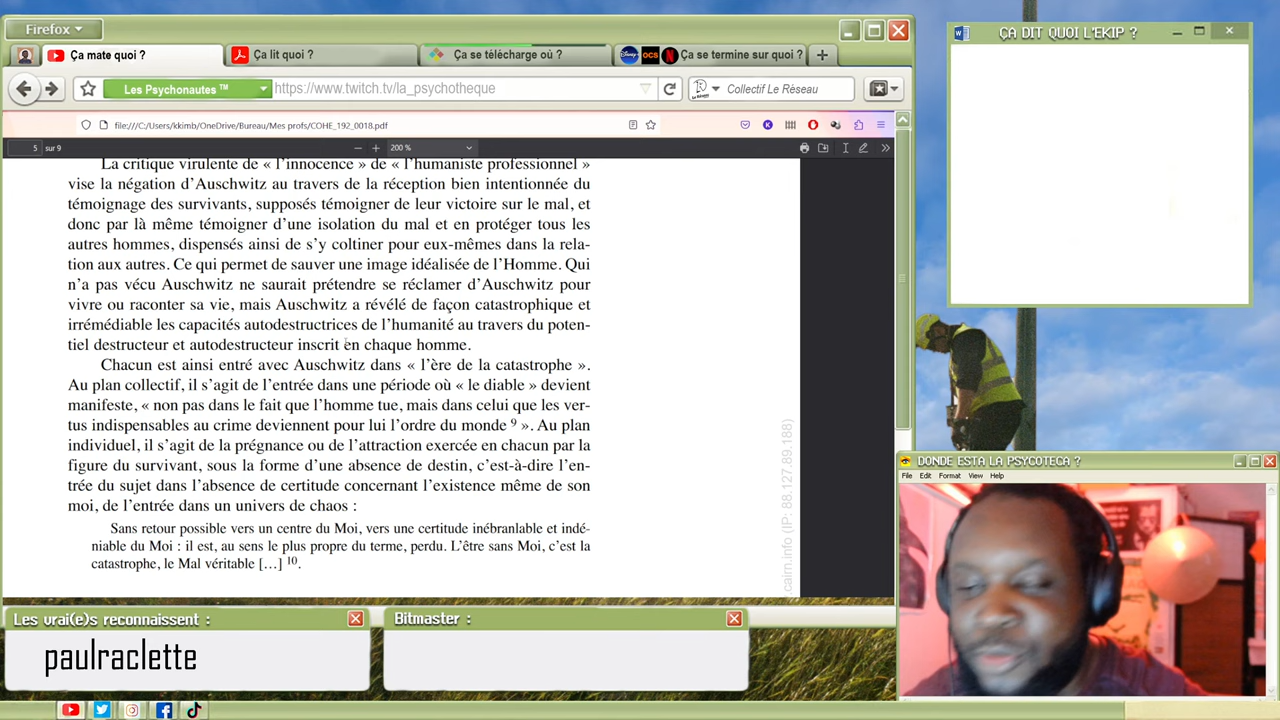 Firefox
Ça mate quoi ?
Ça lit quoi ?
Ça se télécharge où ?
Disney+
OCS
Ça se termine sur quoi ?
Les Psychonautes ™
https://www.twitch.tv/la_psychotheque
Collectif Le Réseau
file:///C:/Users/kkimb/OneDrive/Bureau/Mes profs/COHE_192_0018.pdf
5 sur 9
200 %
La critique virulente de « l’innocence » de « l’humaniste professionnel »
vise la négation d’Auschwitz au travers de la réception bien intentionnée du
témoignage des survivants, supposés témoigner de leur victoire sur le mal, et
donc par là même témoigner d’une isolation du mal et en protéger tous les
autres hommes, dispensés ainsi de s’y coltiner pour eux-mêmes dans la rela-
tion aux autres. Ce qui permet de sauver une image idéalisée de l’Homme. Qui
n’a pas vécu Auschwitz ne saurait prétendre se réclamer d’Auschwitz pour
vivre ou raconter sa vie, mais Auschwitz a révélé de façon catastrophique et
irrémédiable les capacités autodestructrices de l’humanité au travers du poten-
tiel destructeur et autodestructeur inscrit en chaque homme.
Chacun est ainsi entré avec Auschwitz dans « l’ère de la catastrophe ».
Au plan collectif, il s’agit de l’entrée dans une période où « le diable » devient
manifeste, « non pas dans le fait que l’homme tue, mais dans celui que les ver-
tus indispensables au crime deviennent pour lui l’ordre du monde 9 ». Au plan
individuel, il s’agit de la prégnance ou de l’attraction exercée en chacun par la
figure du survivant, sous la forme d’une absence de destin, c’est-à-dire l’en-
trée du sujet dans l’ère de l’incertitude concernant l’existence même de son
moi, de l’entrée dans un univers de chaos :
Sans retour possible vers un centre du Moi, vers une certitude inébranlable et indé-
niable du Moi : il est, au sens le plus propre du terme, perdu. L’être sans Moi, c’est la
catastrophe, le Mal véritable […] 10.
cairn.info (IP: 88.127.89.188)
ÇA DIT QUOI L'EKIP ?
DONDE ESTA LA PSYCOTECA ?
File Edit Format View Help
Les vrai(e)s reconnaissent :
paulraclette
Bitmaster :